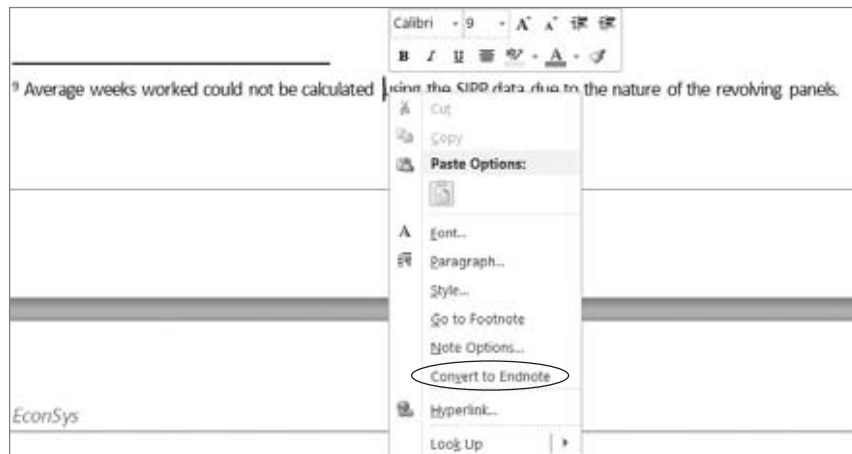 Calibri 9 A A
B I U A
9 Average weeks worked could not be calculated using the SIPP data due to the nature of the revolving panels.
Cut
Copy
Paste Options:
A Font...
Paragraph...
Style...
Go to Footnote
Note Options...
Convert to Endnote
Hyperlink...
EconSys
Look Up